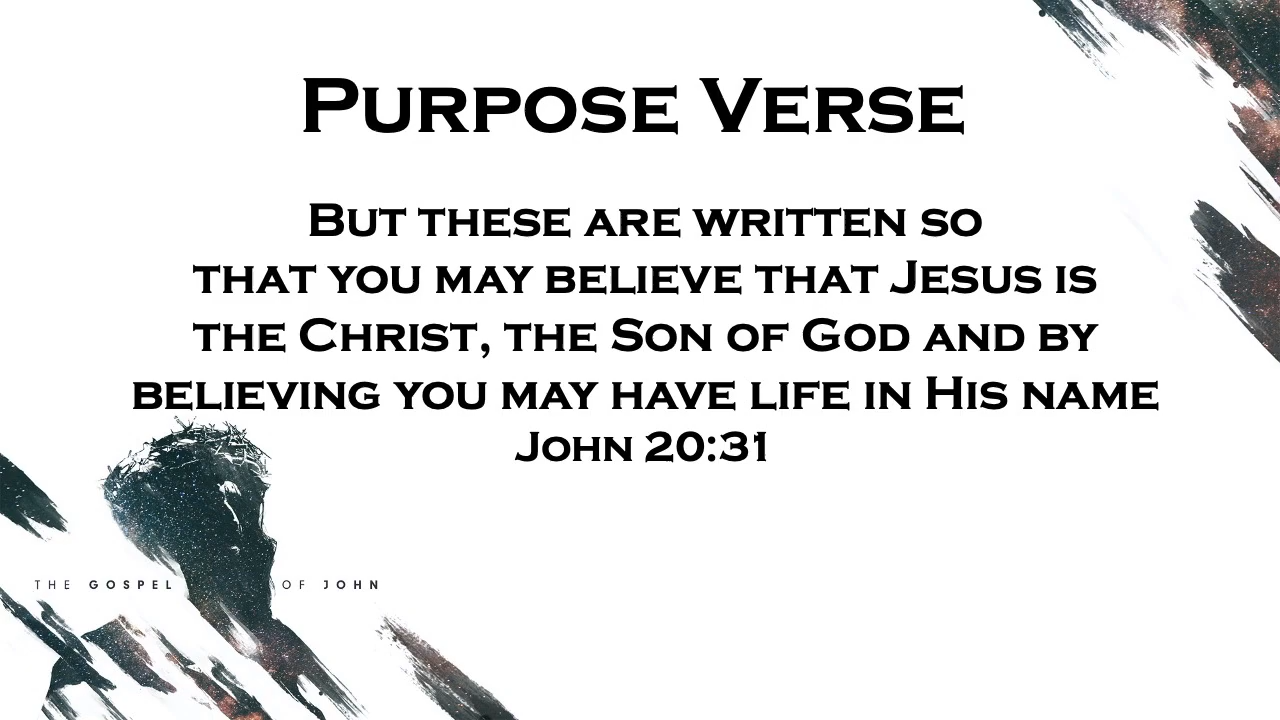 Purpose Verse
But these are written so
that you may believe that Jesus is
the Christ, the Son of God and by
believing you may have life in His name
John 20:31
THE GOSPEL OF JOHN